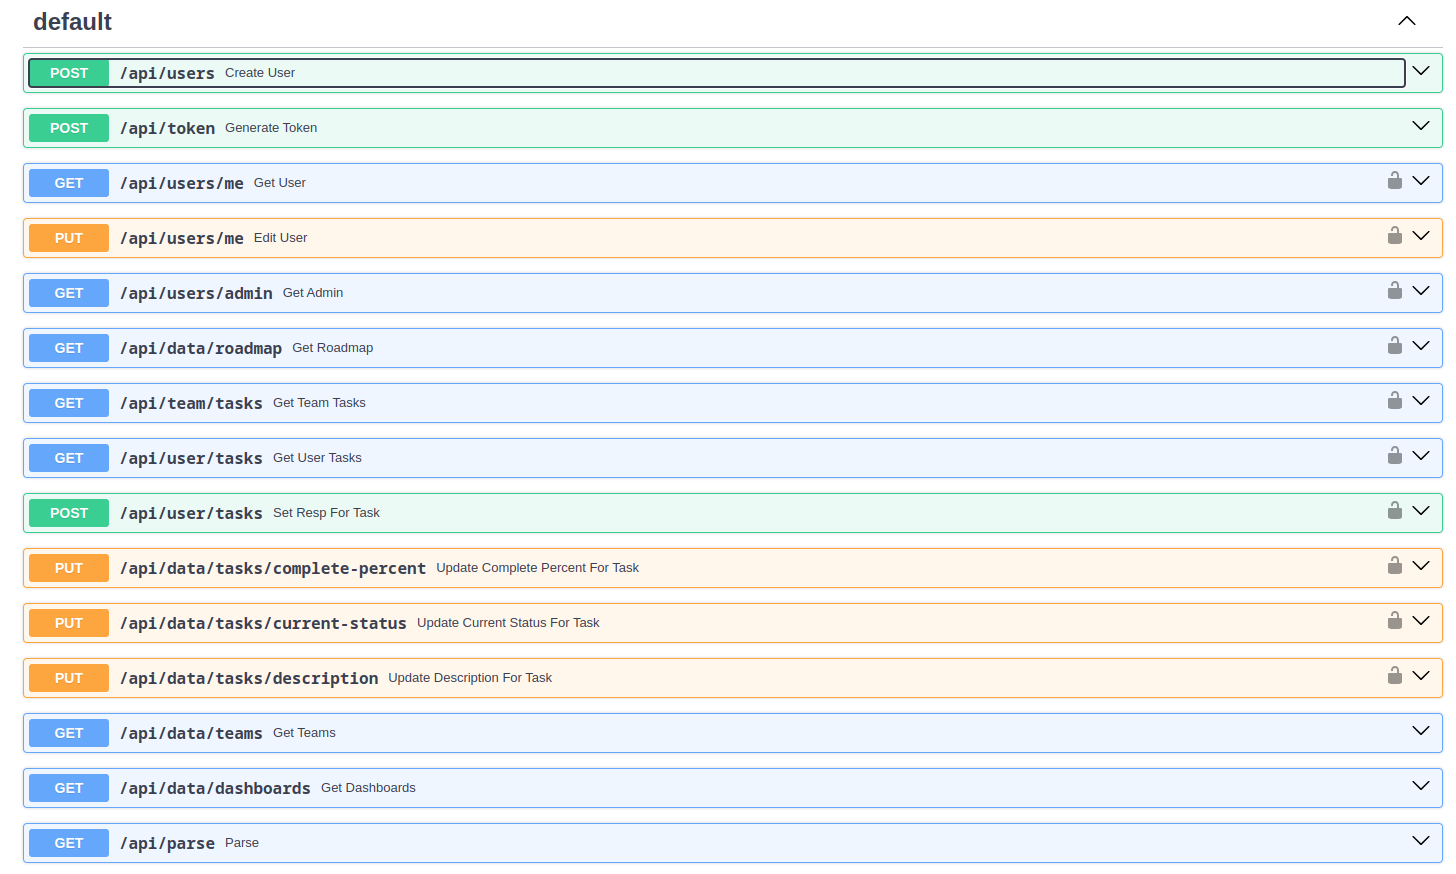 default
POST /api/users Create User
POST /api/token Generate Token
GET /api/users/me Get User
PUT /api/users/me Edit User
GET /api/users/admin Get Admin
GET /api/data/roadmap Get Roadmap
GET /api/team/tasks Get Team Tasks
GET /api/user/tasks Get User Tasks
POST /api/user/tasks Set Resp For Task
PUT /api/data/tasks/complete-percent Update Complete Percent For Task
PUT /api/data/tasks/current-status Update Current Status For Task
PUT /api/data/tasks/description Update Description For Task
GET /api/data/teams Get Teams
GET /api/data/dashboards Get Dashboards
GET /api/parse Parse